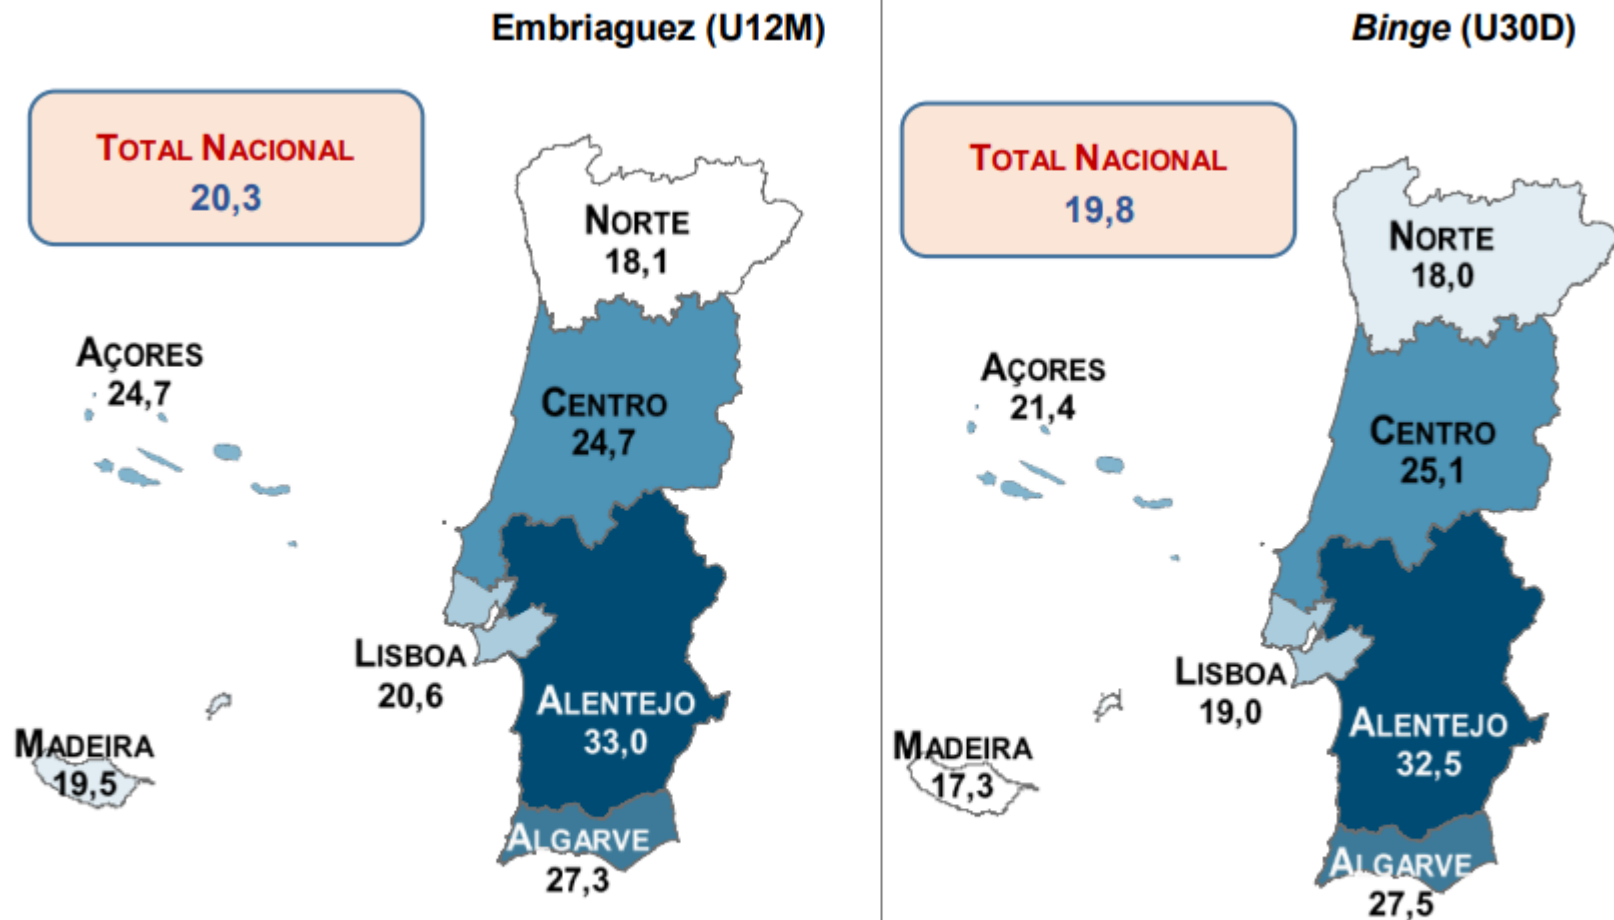 Embriaguez (U12M)
TOTAL NACIONAL
20,3
NORTE
18,1
AÇORES
24,7
CENTRO
24,7
LISBOA
20,6
ALENTEJO
33,0
MADEIRA
19,5
ALGARVE
27,3
Binge (U30D)
TOTAL NACIONAL
19,8
NORTE
18,0
AÇORES
21,4
CENTRO
25,1
LISBOA
19,0
ALENTEJO
32,5
MADEIRA
17,3
ALGARVE
27,5